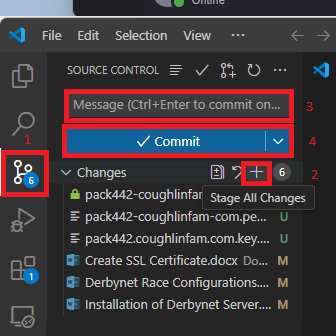 Online
File Edit Selection View
SOURCE CONTROL
Message (Ctrl+Enter to commit on...
3
1
Commit
4
Changes
6
2
6
Stage All Changes
pack442-coughlinfam
pack442-coughlinfam-com.pe... U
pack442.coughlinfam.com.key... U
Create SSL Certificate.docx Do... M
1
Derbynet Race Configurations.... M
Installation of Derbynet Server.... M